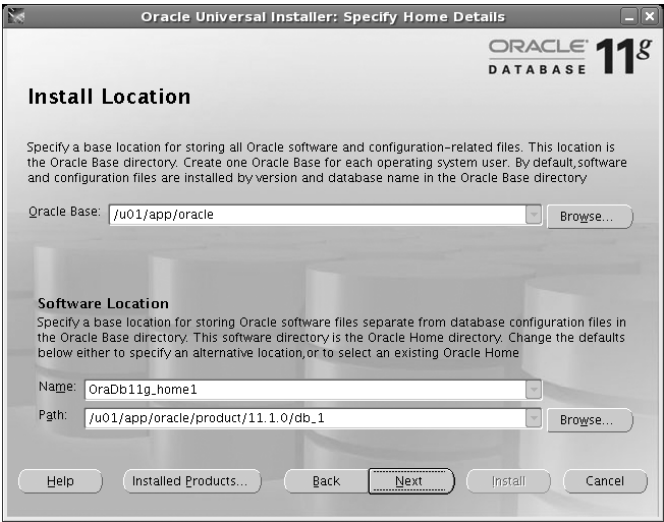 Oracle Universal Installer: Specify Home Details
ORACLE
DATABASE 11g
Install Location
Specify a base location for storing all Oracle software and configuration-related files. This location is
the Oracle Base directory. Create one Oracle Base for each operating system user. By default,software
and configuration files are installed by version and database name in the Oracle Base directory
Oracle Base: /u01/app/oracle Browse...
Software Location
Specify a base location for storing Oracle software files separate from database configuration files in
the Oracle Base directory. This software directory is the Oracle Home directory. Change the defaults
below either to specify an alternative location,or to select an existing Oracle Home
Name: OraDb11g_home1
Path: /u01/app/oracle/product/11.1.0/db_1 Browse...
Help Installed Products... Back Next Install Cancel